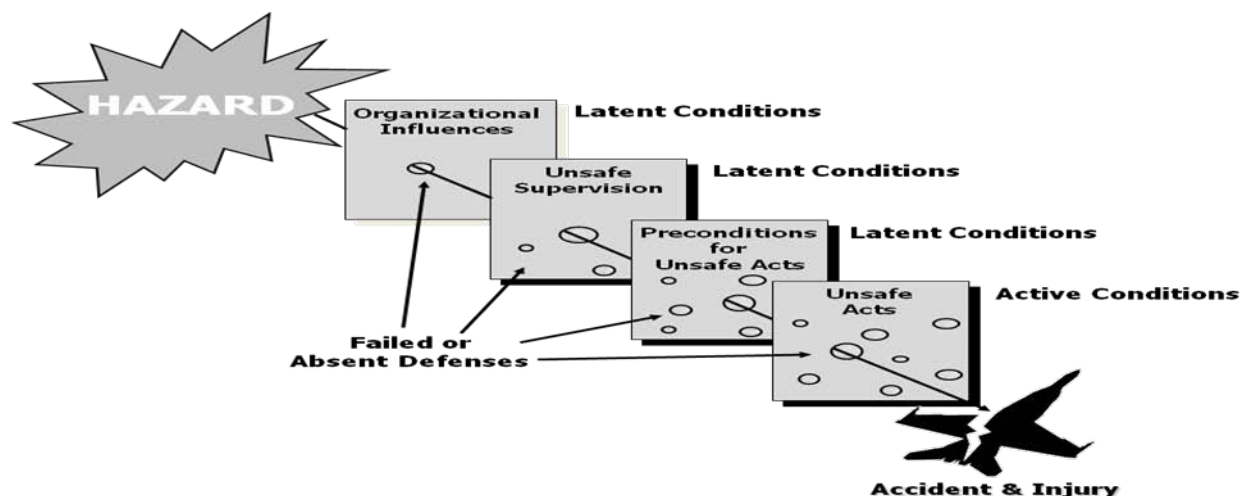 HAZARD
Organizational
Influences
Latent Conditions
Unsafe
Supervision
Latent Conditions
Preconditions
for
Unsafe Acts
Latent Conditions
Unsafe
Acts
Active Conditions
Failed or
Absent Defenses
Accident & Injury